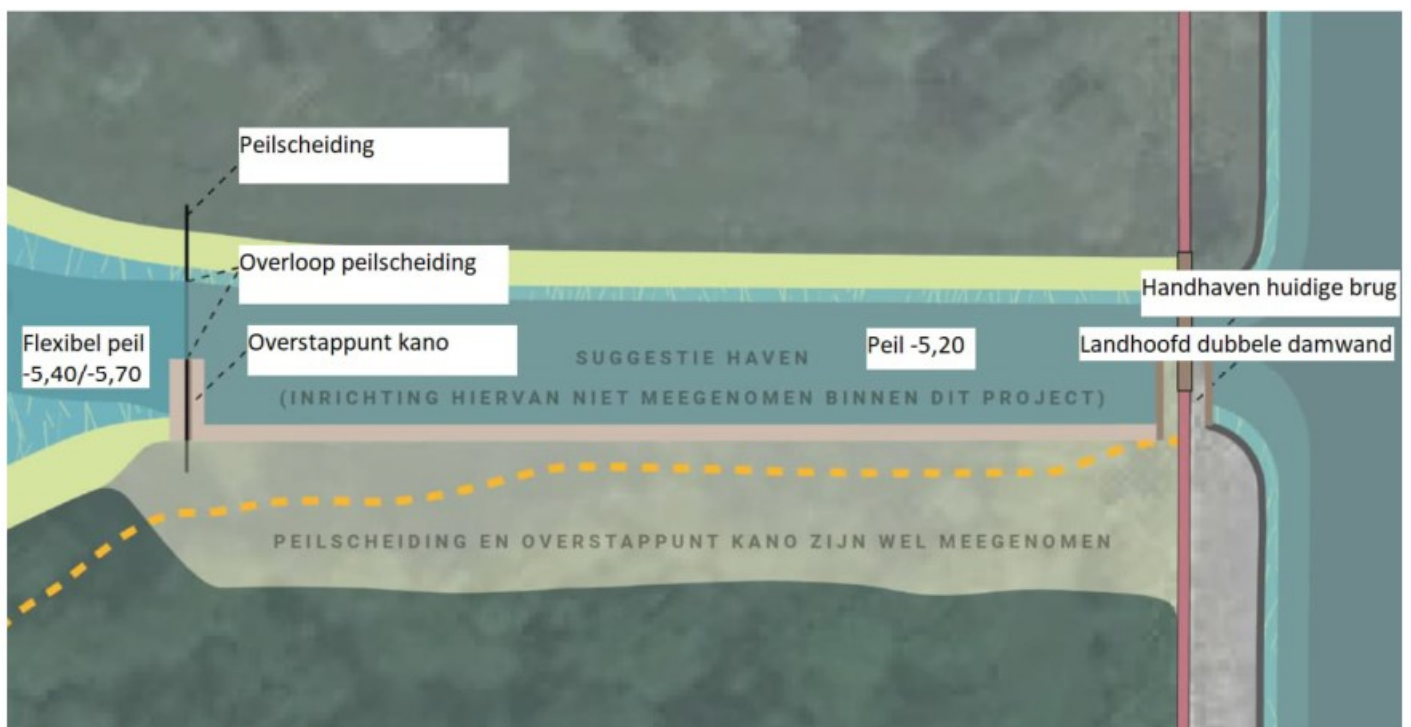 Peilscheiding
Overloop peilscheiding
Handhaven huidige brug
Flexibel peil
-5,40/-5,70
Overstappunt kano
Peil -5,20
Landhoofd dubbele damwand
SUGGESTIE HAVEN
(INRICHTING HIERVAN NIET MEEGENOMEN BINNEN DIT PROJECT)
PEILSCHEIDING EN OVERSTAPPUNT KANO ZIJN WEL MEEGENOMEN